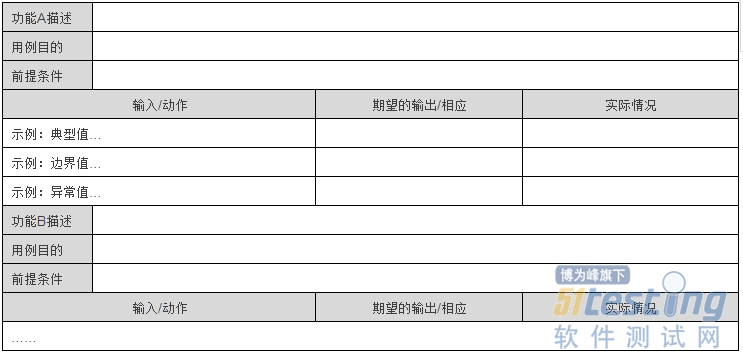 功能A描述
用例目的
前提条件
输入/动作 期望的输出/相应 实际情况
示例：典型值…
示例：边界值…
示例：异常值…
功能B描述
用例目的
前提条件
输入/动作 期望的输出/相应 实际情况
……
博为峰旗下
51testing
软件测试网